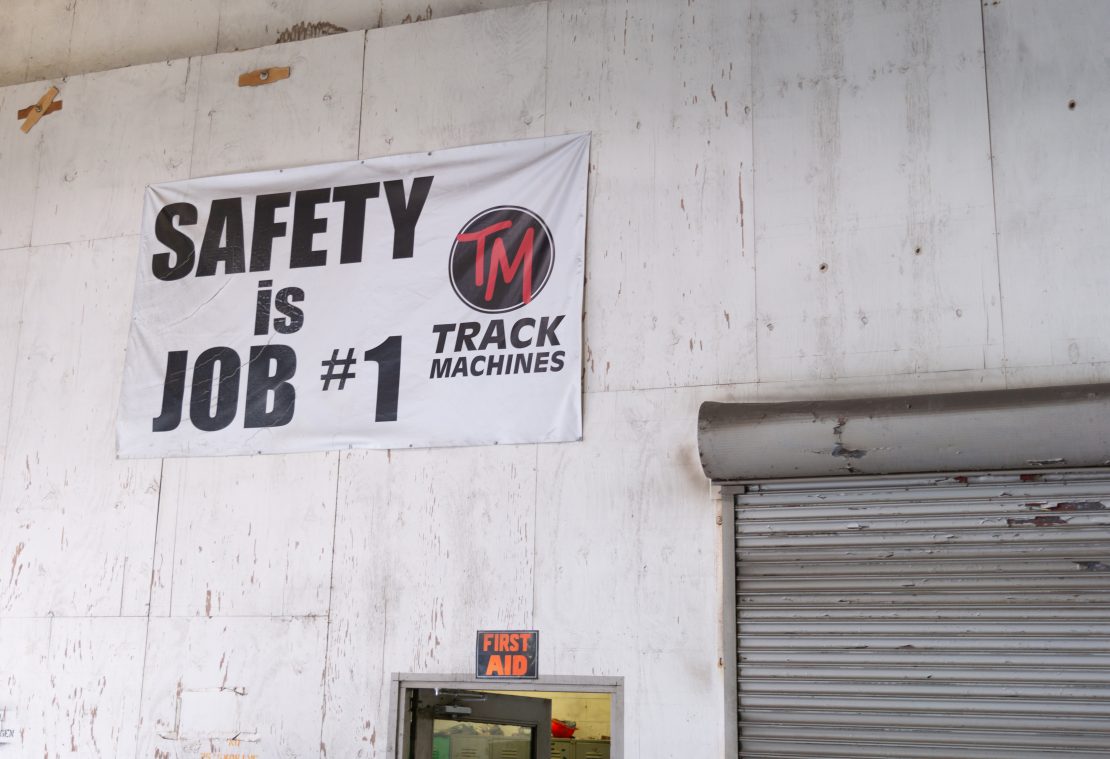 SAFETY
is
JOB #1
TM
TRACK
MACHINES
FIRST
AID